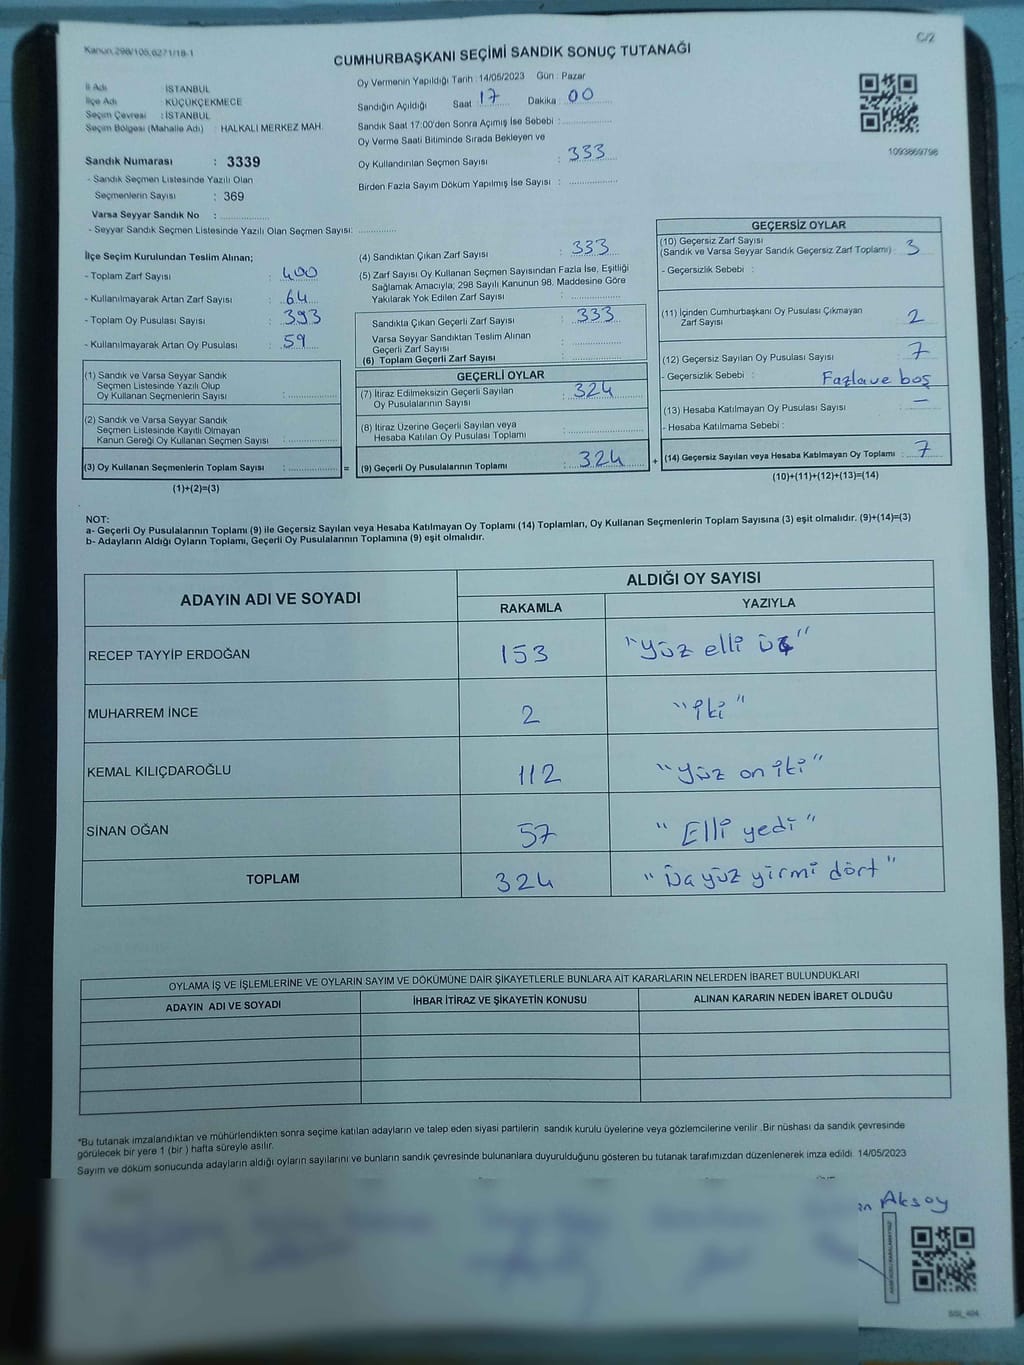 Kanun,298/105,6271/18-1
C/2
CUMHURBAŞKANI SEÇİMİ SANDIK SONUÇ TUTANAĞI
İl Adı : İSTANBUL
İlçe Adı : KÜÇÜKÇEKMECE
Seçim Çevresi : İSTANBUL
Seçim Bölgesi (Mahalle Adı) : HALKALI MERKEZ MAH.
Sandık Numarası : 3339
- Sandık Seçmen Listesinde Yazılı Olan
Seçmenlerin Sayısı : 369
Varsa Seyyar Sandık No : ..................
- Seyyar Sandık Seçmen Listesinde Yazılı Olan Seçmen Sayısı: ..............
Oy Vermenin Yapıldığı Tarih : 14/05/2023 Gün : Pazar
Sandığın Açıldığı Saat 17 Dakika : 00
Sandık Saat 17:00'den Sonra Açımış İse Sebebi : ..................
Oy Verme Saati Bitiminde Sırada Bekleyen ve
Oy Kullandırılan Seçmen Sayısı : 333
Birden Fazla Sayım Döküm Yapılmış İse Sayısı : ..................
1093869798
İlçe Seçim Kurulundan Teslim Alınan;
- Toplam Zarf Sayısı : 400
- Kullanılmayarak Artan Zarf Sayısı : 64
- Toplam Oy Pusulası Sayısı : 393
- Kullanılmayarak Artan Oy Pusulası : 59
(1) Sandık ve Varsa Seyyar Sandık
Seçmen Listesinde Yazılı Olup
Oy Kullanan Seçmenlerin Sayısı : ..................
(2) Sandık ve Varsa Seyyar Sandık
Seçmen Listesinde Kayıtlı Olmayan
Kanun Gereği Oy Kullanan Seçmen Sayısı : ..................
(3) Oy Kullanan Seçmenlerin Toplam Sayısı : .................. =
(1)+(2)=(3)
(4) Sandıktan Çıkan Zarf Sayısı : 333
(5) Zarf Sayısı Oy Kullanan Seçmen Sayısından Fazla İse, Eşitliği
Sağlamak Amacıyla; 298 Sayılı Kanunun 98. Maddesine Göre
Yakılarak Yok Edilen Zarf Sayısı : ..................
Sandıkla Çıkan Geçerli Zarf Sayısı : 333
Varsa Seyyar Sandıktan Teslim Alınan
Geçerli Zarf Sayısı : ..................
(6) Toplam Geçerli Zarf Sayısı : ..................
GEÇERLİ OYLAR
(7) İtiraz Edilmeksizin Geçerli Sayılan
Oy Pusulalarının Sayısı : 324
(8) İtiraz Üzerine Geçerli Sayılan veya
Hesaba Katılan Oy Pusulası Toplamı : ..................
(9) Geçerli Oy Pusulalarının Toplamı : 324 +
GEÇERSİZ OYLAR
(10) Geçersiz Zarf Sayısı
(Sandık ve Varsa Seyyar Sandık Geçersiz Zarf Toplamı) : 3
- Geçersizlik Sebebi :
(11) İçinden Cumhurbaşkanı Oy Pusulası Çıkmayan
Zarf Sayısı : 2
(12) Geçersiz Sayılan Oy Pusulası Sayısı : 7
- Geçersizlik Sebebi : Fazla ve boş
(13) Hesaba Katılmayan Oy Pusulası Sayısı : —
- Hesaba Katılmama Sebebi :
(14) Geçersiz Sayılan veya Hesaba Katılmayan Oy Toplamı : 7
(10)+(11)+(12)+(13)=(14)
NOT:
a- Geçerli Oy Pusulalarının Toplamı (9) ile Geçersiz Sayılan veya Hesaba Katılmayan Oy Toplamı (14) Toplamları, Oy Kullanan Seçmenlerin Toplam Sayısına (3) eşit olmalıdır. (9)+(14)=(3)
b- Adayların Aldığı Oyların Toplamı, Geçerli Oy Pusulalarının Toplamına (9) eşit olmalıdır.
ADAYIN ADI VE SOYADI
ALDIĞI OY SAYISI
RAKAMLA YAZIYLA
RECEP TAYYİP ERDOĞAN 153 "Yüz elli üç"
MUHARREM İNCE 2 "iki"
KEMAL KILIÇDAROĞLU 112 "Yüz on iki"
SİNAN OĞAN 57 "Elli yedi"
TOPLAM 324 "Üç yüz yirmi dört"
OYLAMA İŞ VE İŞLEMLERİNE VE OYLARIN SAYIM VE DÖKÜMÜNE DAİR ŞİKAYETLERLE BUNLARA AİT KARARLARIN NELERDEN İBARET BULUNDUKLARI
ADAYIN ADI VE SOYADI İHBAR İTİRAZ VE ŞİKAYETİN KONUSU ALINAN KARARIN NEDEN İBARET OLDUĞU
*Bu tutanak imzalandıktan ve mühürlendikten sonra seçime katılan adayların ve talep eden siyasi partilerin sandık kurulu üyelerine veya gözlemcilerine verilir .Bir nüshası da sandık çevresinde
görülecek bir yere 1 (bir ) hafta süreyle asılır.
Sayım ve döküm sonucunda adayların aldığı oyların sayılarını ve bunların sandık çevresinde bulunanlara duyurulduğunu gösteren bu tutanak tarafımızdan düzenlenerek imza edildi. 14/05/2023
Aksoy